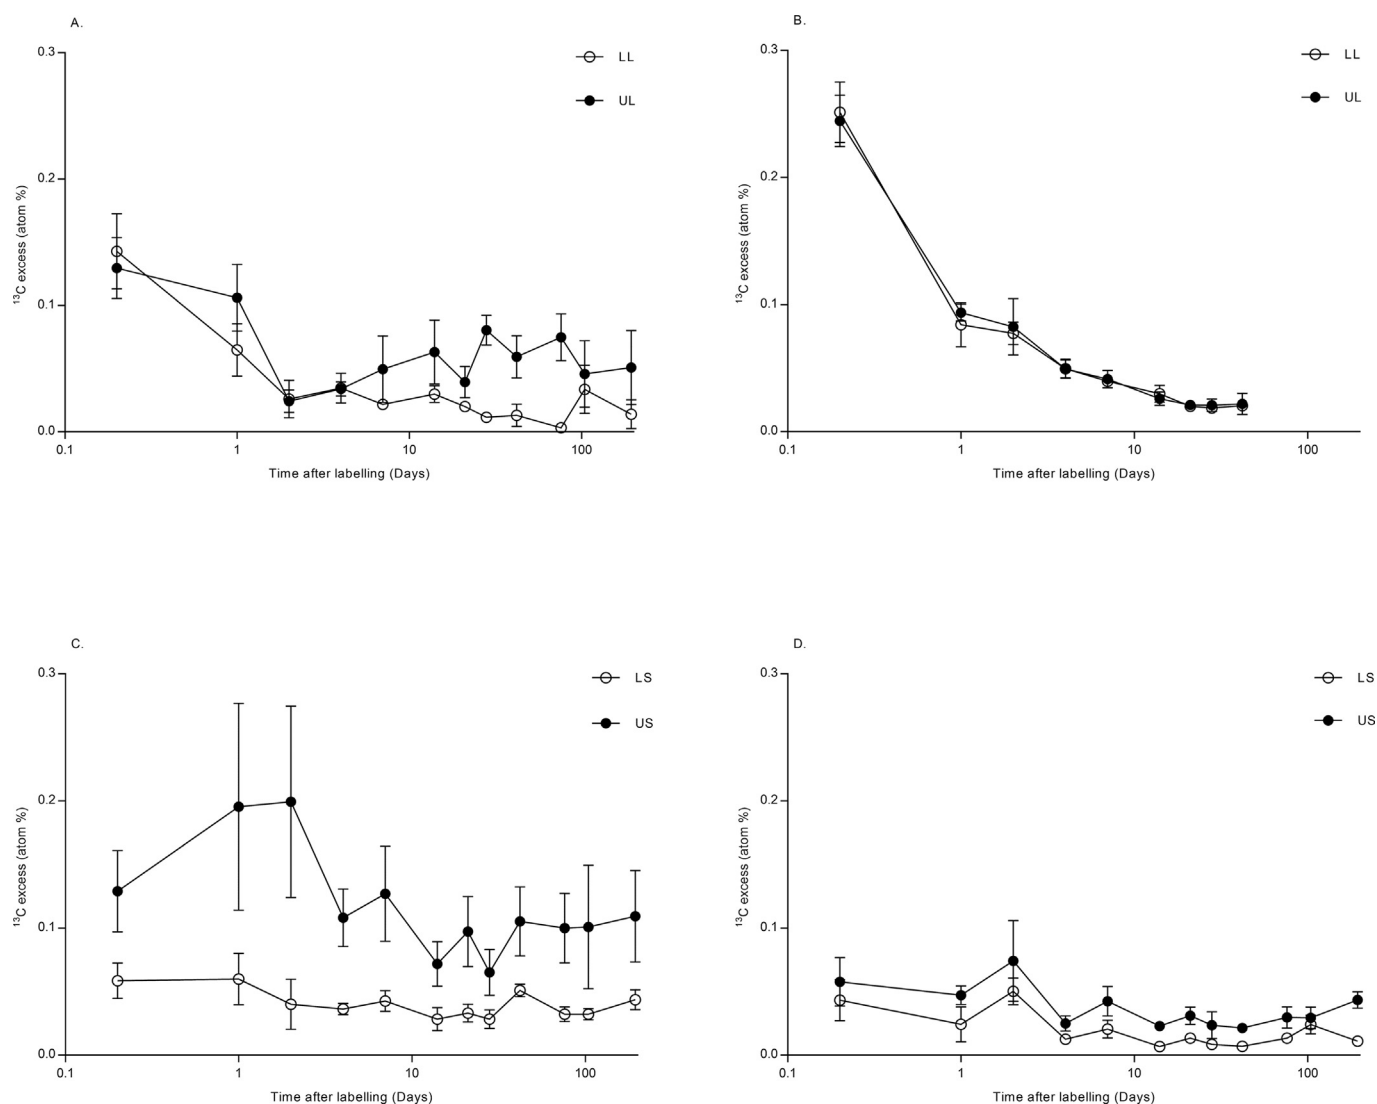 A.
LL
UL
0.3
0.2
0.1
0.0
¹³C excess (atom %)
0.1 1 10 100
Time after labelling (Days)
B.
LL
UL
0.3
0.2
0.1
0.0
¹³C excess (atom %)
0.1 1 10 100
Time after labelling (Days)
C.
LS
US
0.3
0.2
0.1
0.0
¹³C excess (atom %)
0.1 1 10 100
Time after labelling (Days)
D.
LS
US
0.3
0.2
0.1
0.0
¹³C excess (atom %)
0.1 1 10 100
Time after labelling (Days)